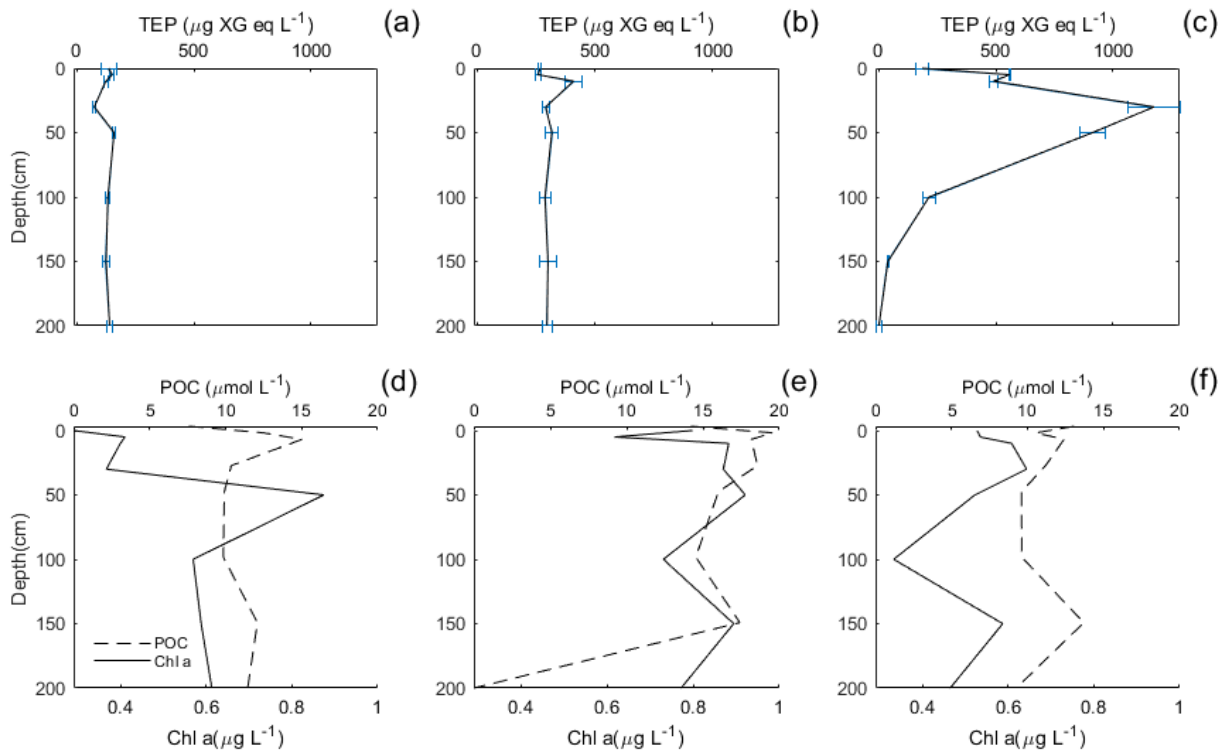 TEP (μg XG eq L⁻¹) (a)
0 500 1000
0
50
100
150
200
Depth(cm)
TEP (μg XG eq L⁻¹) (b)
0 500 1000
0
50
100
150
200
TEP (μg XG eq L⁻¹) (c)
0 500 1000
0
50
100
150
200
POC (μmol L⁻¹) (d)
0 5 10 15 20
0
50
100
150
200
Depth(cm)
POC
Chl a
0.4 0.6 0.8 1
Chl a(μg L⁻¹)
POC (μmol L⁻¹) (e)
0 5 10 15 20
0
50
100
150
200
0.4 0.6 0.8 1
Chl a(μg L⁻¹)
POC (μmol L⁻¹) (f)
0 5 10 15 20
0
50
100
150
200
0.4 0.6 0.8 1
Chl a(μg L⁻¹)